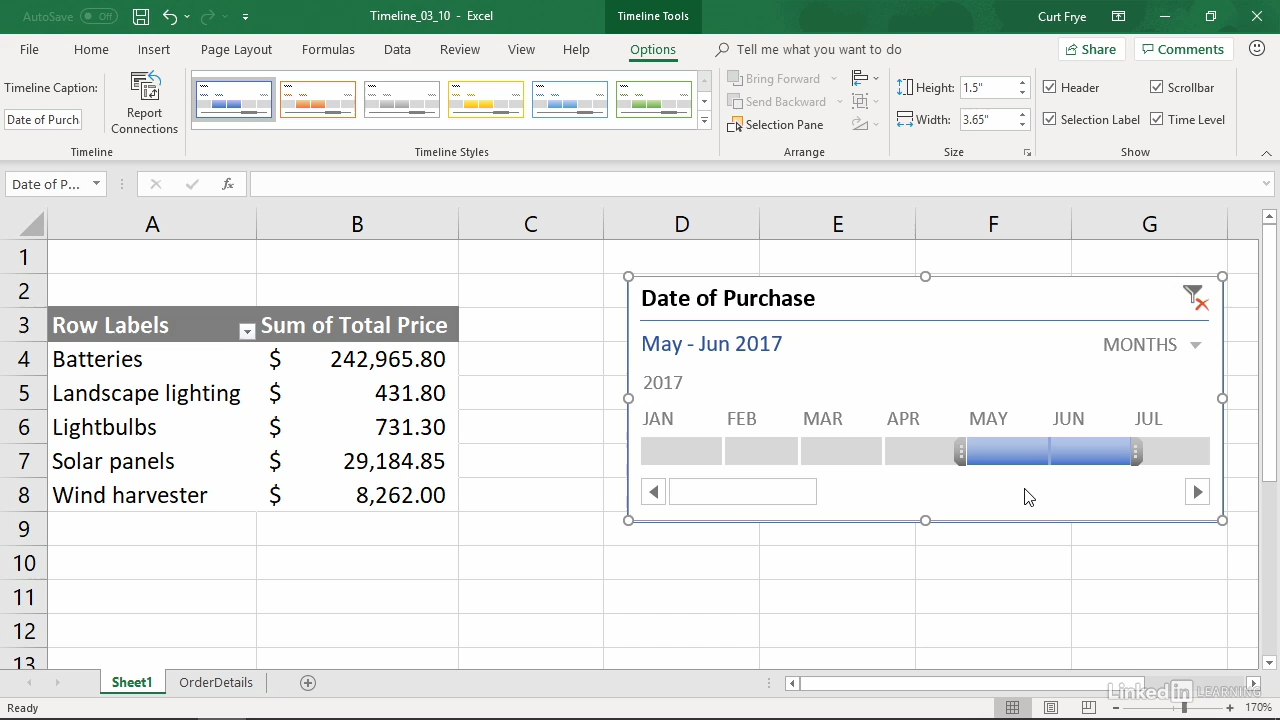 AutoSave Off
Timeline_03_10 - Excel
Timeline Tools
Curt Frye
File Home Insert Page Layout Formulas Data Review View Help Options Tell me what you want to do Share Comments
Timeline Caption:
Date of Purch
Report
Connections
Timeline
Timeline Styles
Bring Forward
Send Backward
Selection Pane
Arrange
Height: 1.5"
Width: 3.65"
Size
Header
Scrollbar
Selection Label
Time Level
Show
Date of P...
fx
A B C D E F G
1
2
3 Row Labels Sum of Total Price
4 Batteries $ 242,965.80
5 Landscape lighting $ 431.80
6 Lightbulbs $ 731.30
7 Solar panels $ 29,184.85
8 Wind harvester $ 8,262.00
9
10
11
12
13
Date of Purchase
May - Jun 2017
MONTHS
2017
JAN FEB MAR APR MAY JUN JUL
Sheet1 OrderDetails
Linked in LEARNING
Ready
170%